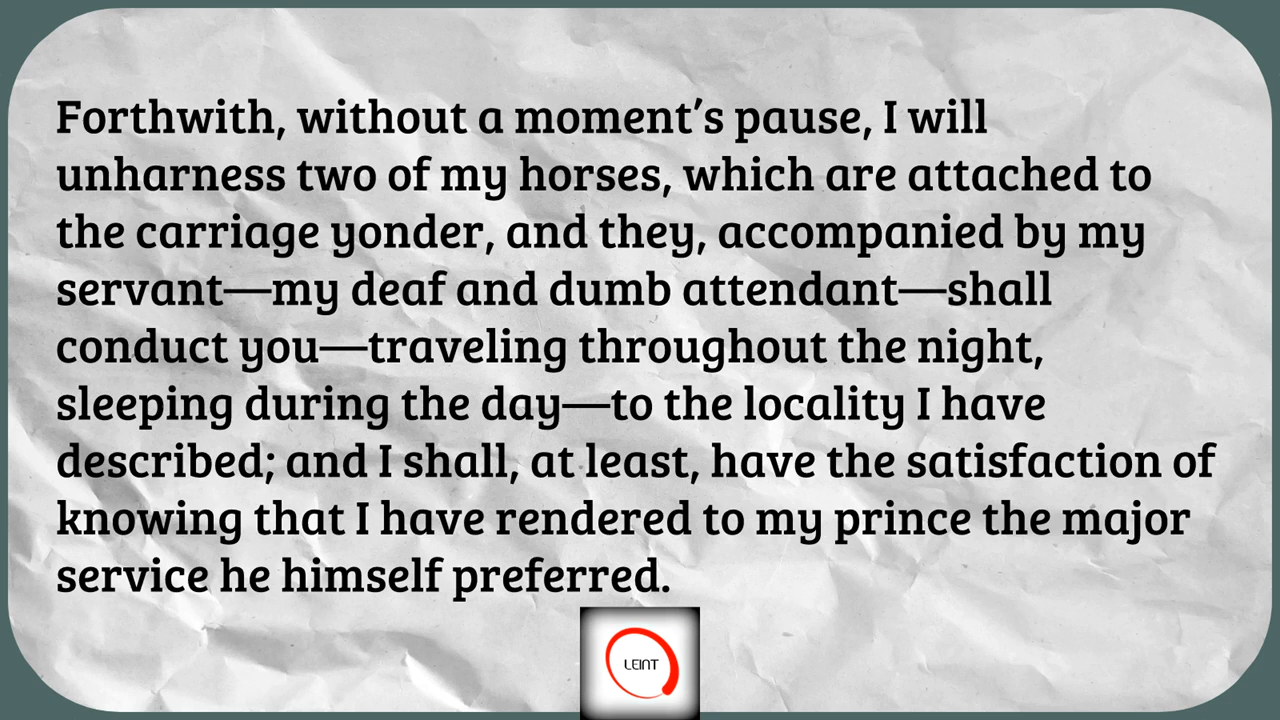 Forthwith, without a moment’s pause, I will
unharness two of my horses, which are attached to
the carriage yonder, and they, accompanied by my
servant—my deaf and dumb attendant—shall
conduct you—traveling throughout the night,
sleeping during the day—to the locality I have
described; and I shall, at least, have the satisfaction of
knowing that I have rendered to my prince the major
service he himself preferred.
LEINT